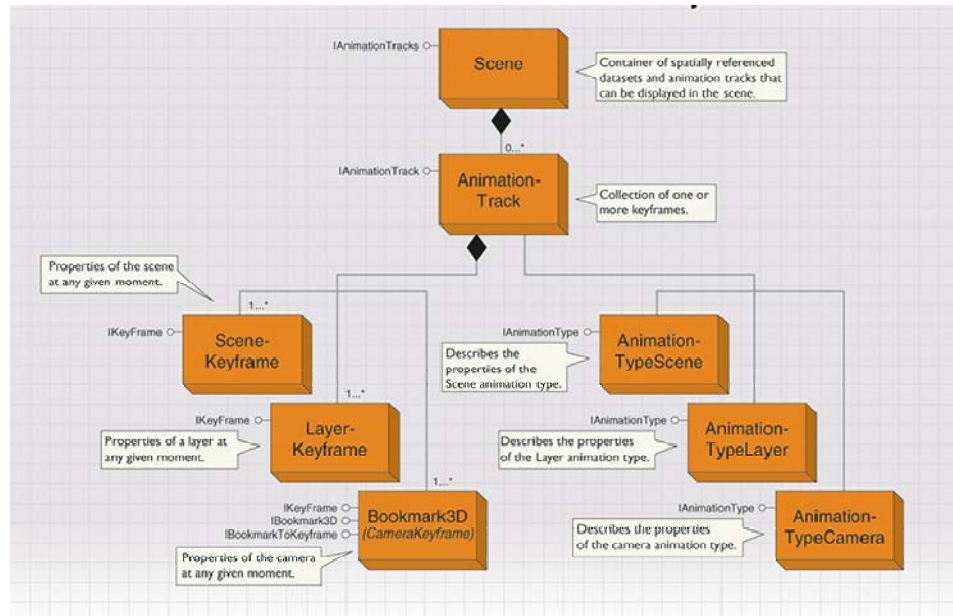 IAnimationTracks
Scene
Container of spatially referenced
datasets and animation tracks that
can be displayed in the scene.
0...*
IAnimationTrack
Animation-
Track
Collection of one or
more keyframes.
Properties of the scene
at any given moment.
1...*
IKeyFrame
Scene-
Keyframe
IAnimationType
Animation-
TypeScene
Describes the
properties of the
Scene animation type.
1...*
IKeyFrame
Layer-
Keyframe
Properties of a layer at
any given moment.
IAnimationType
Animation-
TypeLayer
Describes the properties
of the Layer animation type.
1...*
IKeyFrame
IBookmark3D
IBookmarkToKeyframe
Bookmark3D
(CameraKeyframe)
Properties of the camera
at any given moment.
IAnimationType
Animation-
TypeCamera
Describes the properties
of the camera animation type.